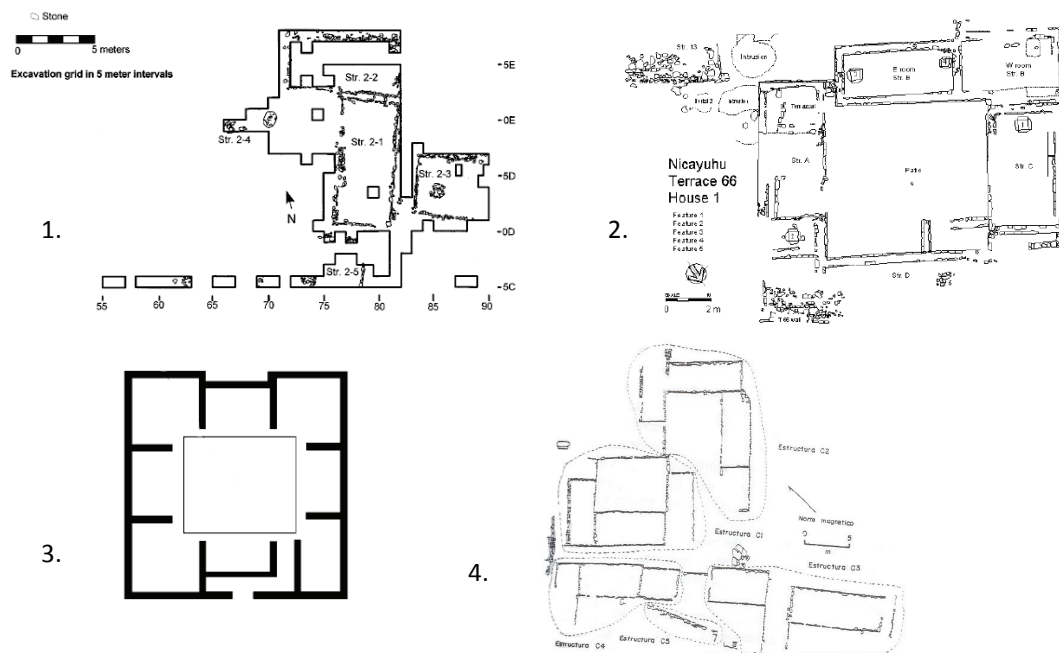 Stone
0 5 meters
Excavation grid in 5 meter intervals
Str. 2-2
Str. 2-4
Str. 2-1
Str. 2-3
N
Str. 2-5
5E
0E
5D
0D
5C
55 60 65 70 75 80 85 90
1.
Str. 13
Intrusion
E room
Str. B
W room
Str. B
Str. A
Patio
Str. C
Nicayuhu
Terrace 66
House 1
Feature 1
Feature 2
Feature 3
Feature 4
Feature 5
2.
SCALE
0 2 m
Str. D
T 66 wall
3.
4.
Estructura C2
Norte magnético
0 5
m
Estructura C1
Estructura C3
Estructura C5
Estructura C4